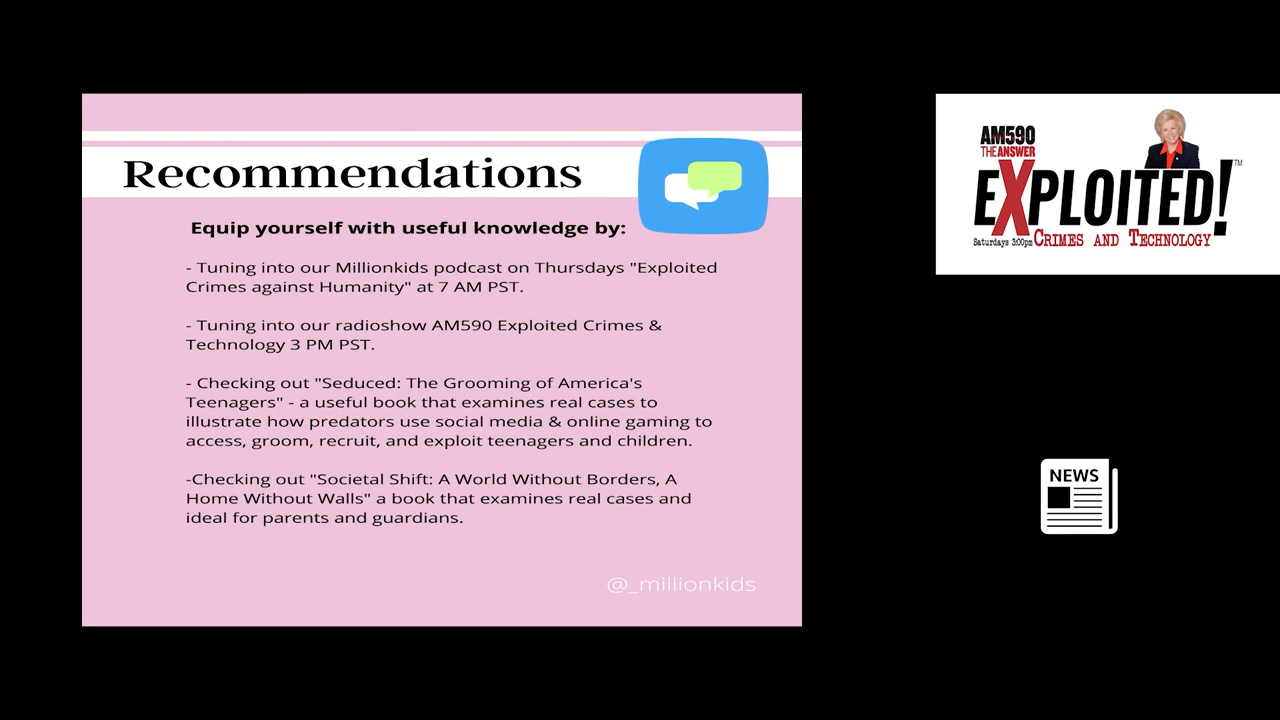 Recommendations
Equip yourself with useful knowledge by:
- Tuning into our Millionkids podcast on Thursdays "Exploited
Crimes against Humanity" at 7 AM PST.
- Tuning into our radioshow AM590 Exploited Crimes &
Technology 3 PM PST.
- Checking out "Seduced: The Grooming of America's
Teenagers" - a useful book that examines real cases to
illustrate how predators use social media & online gaming to
access, groom, recruit, and exploit teenagers and children.
-Checking out "Societal Shift: A World Without Borders, A
Home Without Walls" a book that examines real cases and
ideal for parents and guardians.
@_millionkids
AM590
THE ANSWER
EXPLOITED!™
Saturdays 3:00pm CRIMES AND TECHNOLOGY
NEWS